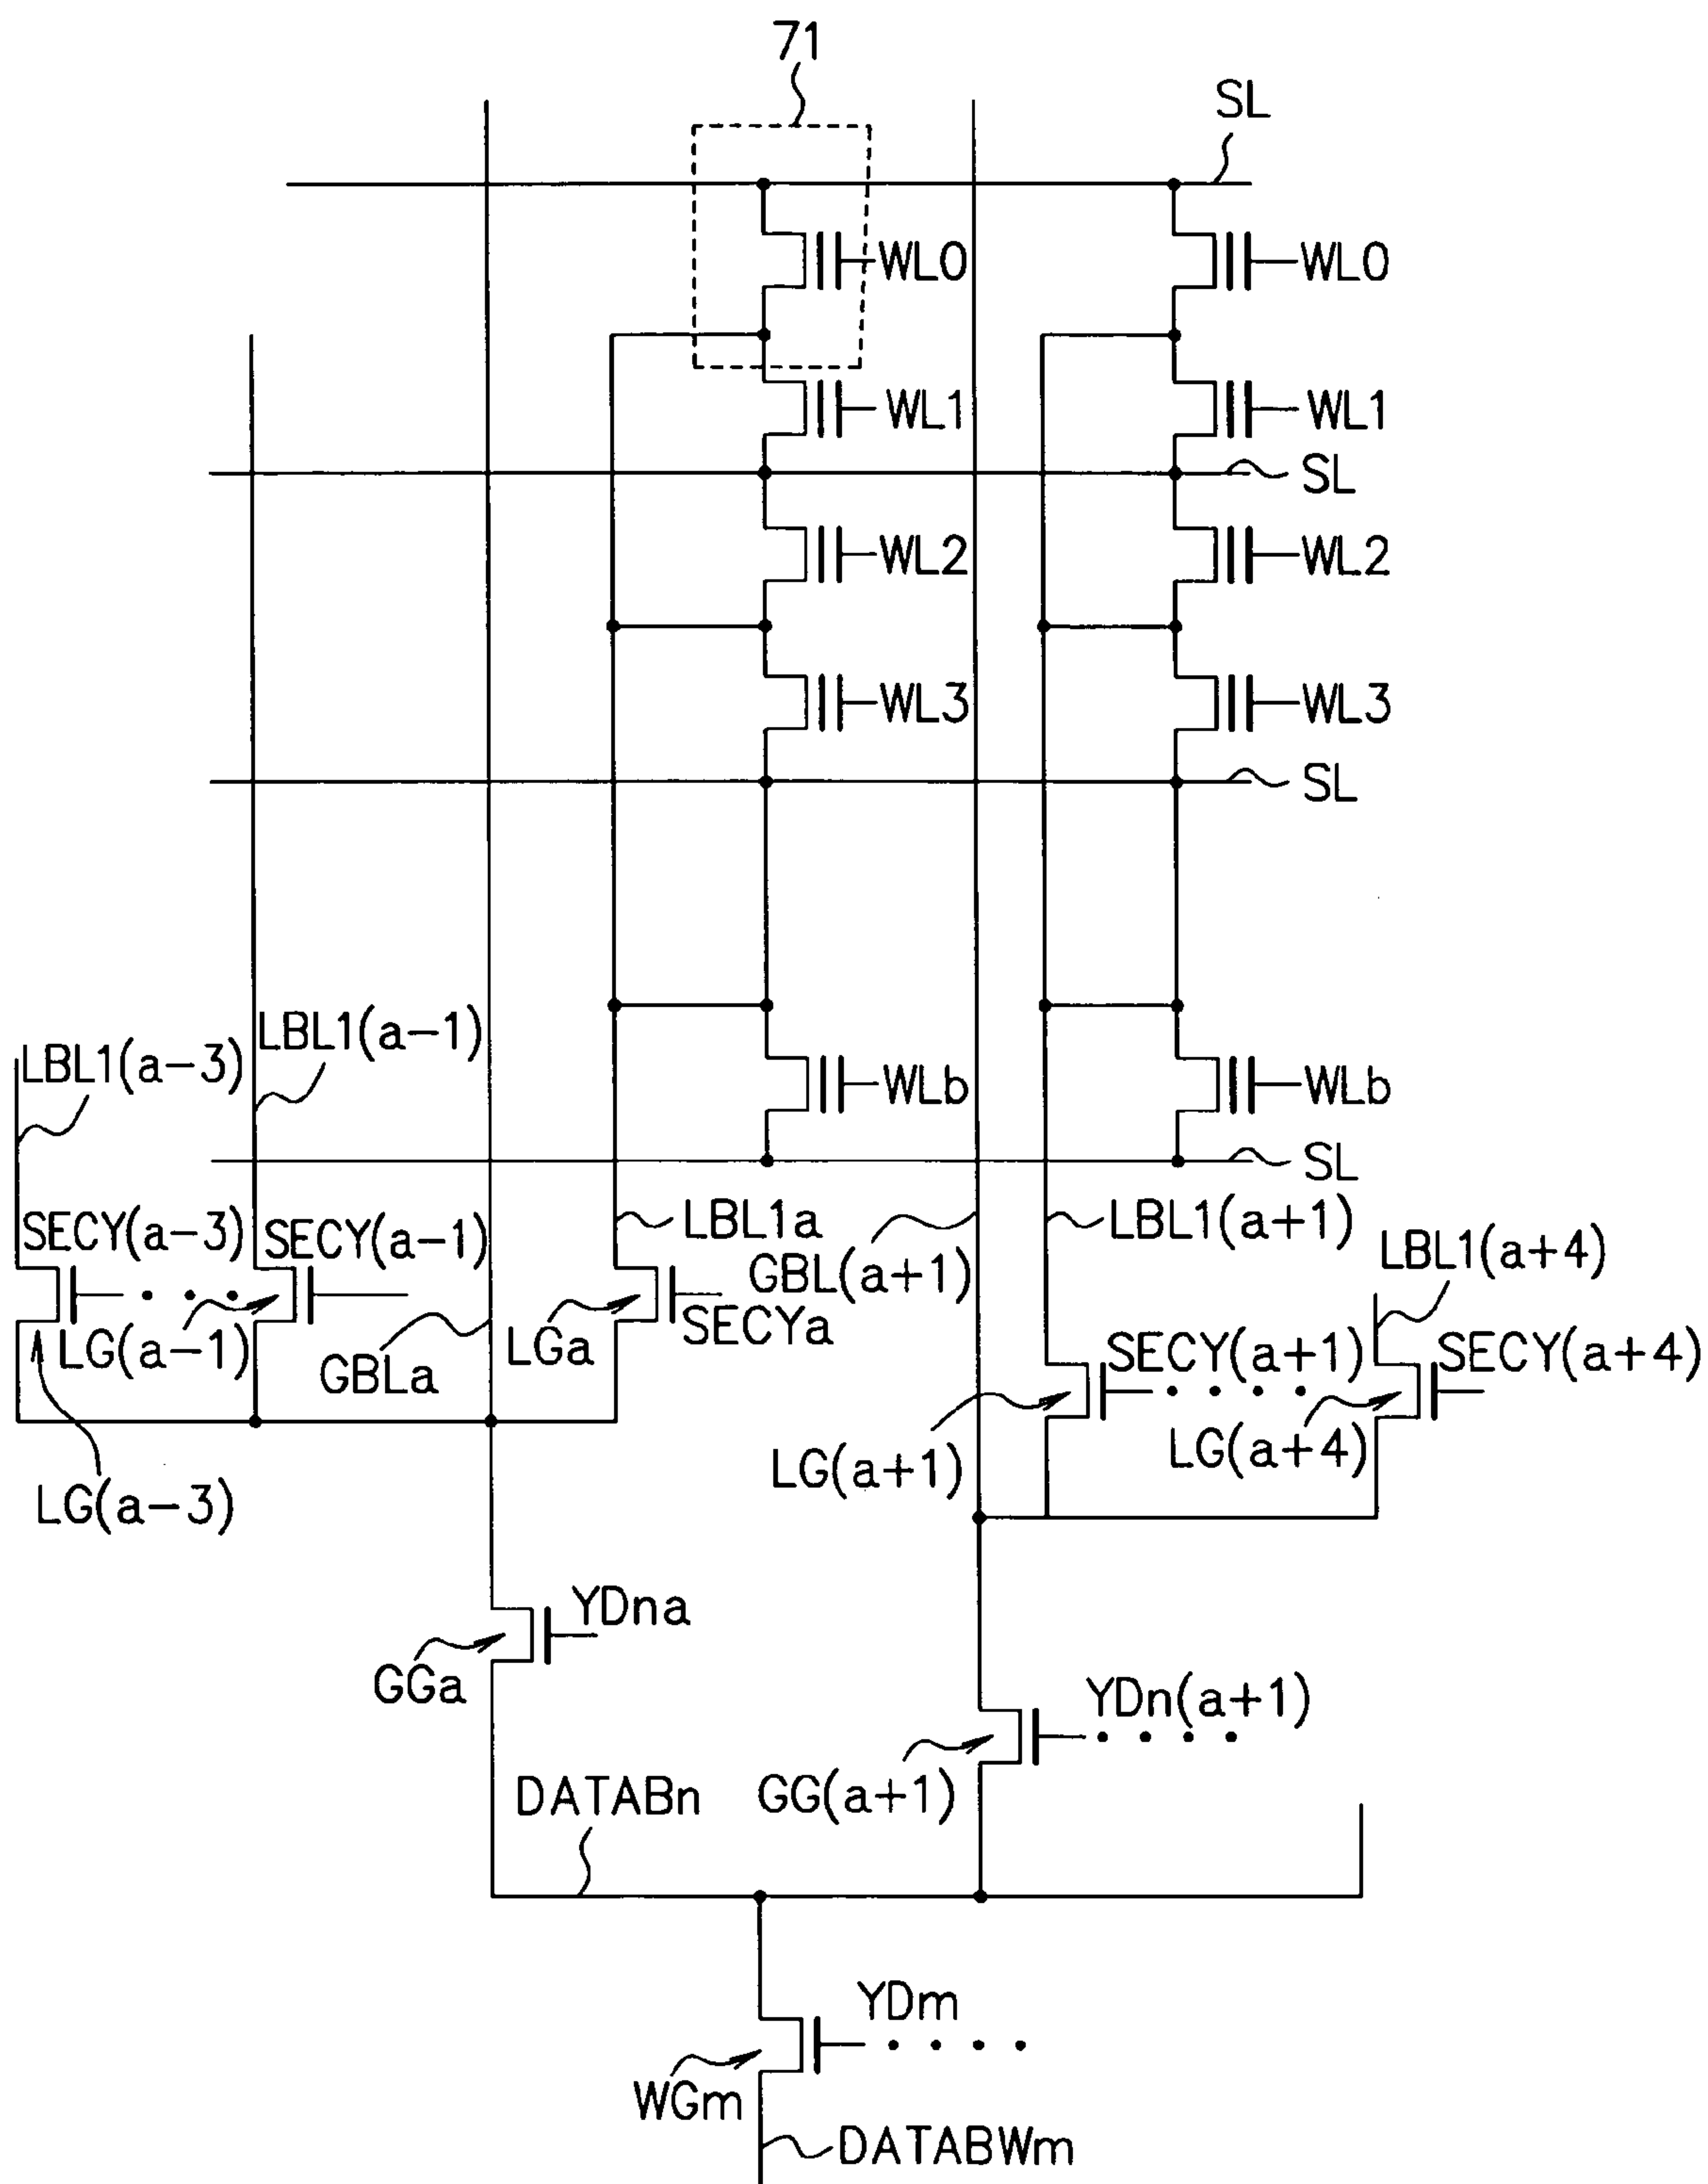 71
SL
WL0
WL0
WL1
WL1
SL
WL2
WL2
WL3
WL3
SL
LBL1(a-3)
LBL1(a-1)
WLb
WLb
SL
SECY(a-3)
SECY(a-1)
LBL1a
GBL(a+1)
LBL1(a+1)
LBL1(a+4)
LG(a-1)
GBLa
LGa
SECYa
SECY(a+1)
SECY(a+4)
LG(a-3)
LG(a+1)
LG(a+4)
YDna
GGa
YDn(a+1)
DATABn
GG(a+1)
YDm
WGm
DATABWm